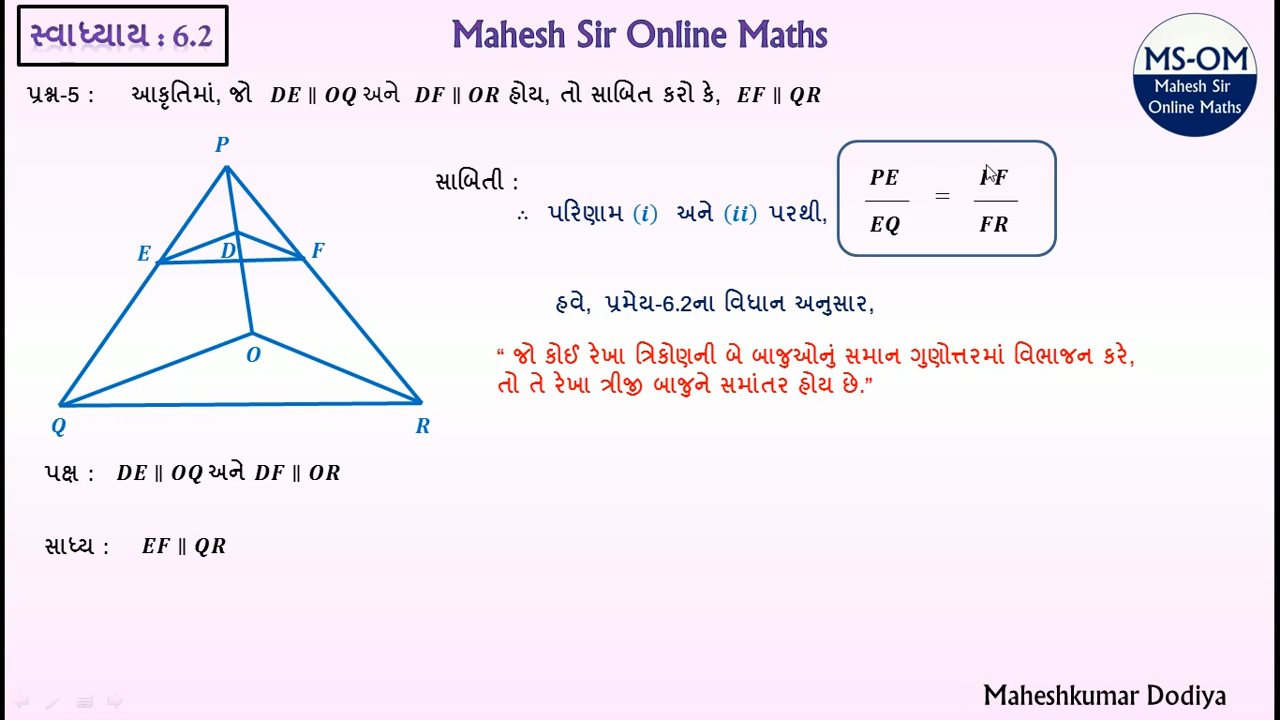 સ્વાધ્યાય : 6.2
Mahesh Sir Online Maths
MS-OM
Mahesh Sir
Online Maths
પ્રશ્ન-5 : આકૃતિમાં, જો DE ∥ OQ અને DF ∥ OR હોય, તો સાબિત કરો કે, EF ∥ QR
P
E
D
F
O
Q
R
સાબિતી :
∴ પરિણામ (i) અને (ii) પરથી,
PE / EQ = PF / FR
હવે, પ્રમેય-6.2ના વિધાન અનુસાર,
“ જો કોઈ રેખા ત્રિકોણની બે બાજુઓનું સમાન ગુણોત્તરમાં વિભાજન કરે,
તો તે રેખા ત્રીજી બાજુને સમાંતર હોય છે.”
પક્ષ : DE ∥ OQ અને DF ∥ OR
સાધ્ય : EF ∥ QR
Maheshkumar Dodiya